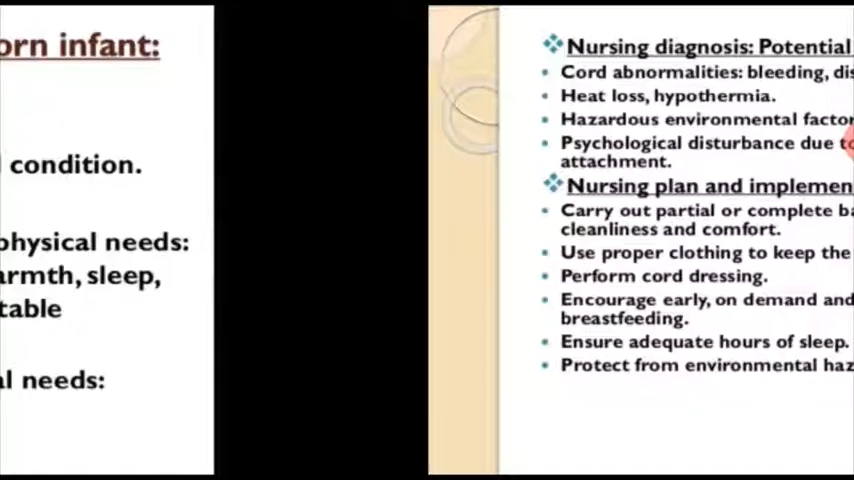 orn infant:
condition.
physical needs:
armth, sleep,
table
al needs:
Nursing diagnosis: Potential
Cord abnormalities: bleeding, dis
Heat loss, hypothermia.
Hazardous environmental factor
Psychological disturbance due to
attachment.
Nursing plan and implemen
Carry out partial or complete ba
cleanliness and comfort.
Use proper clothing to keep the
Perform cord dressing.
Encourage early, on demand and
breastfeeding.
Ensure adequate hours of sleep.
Protect from environmental haz